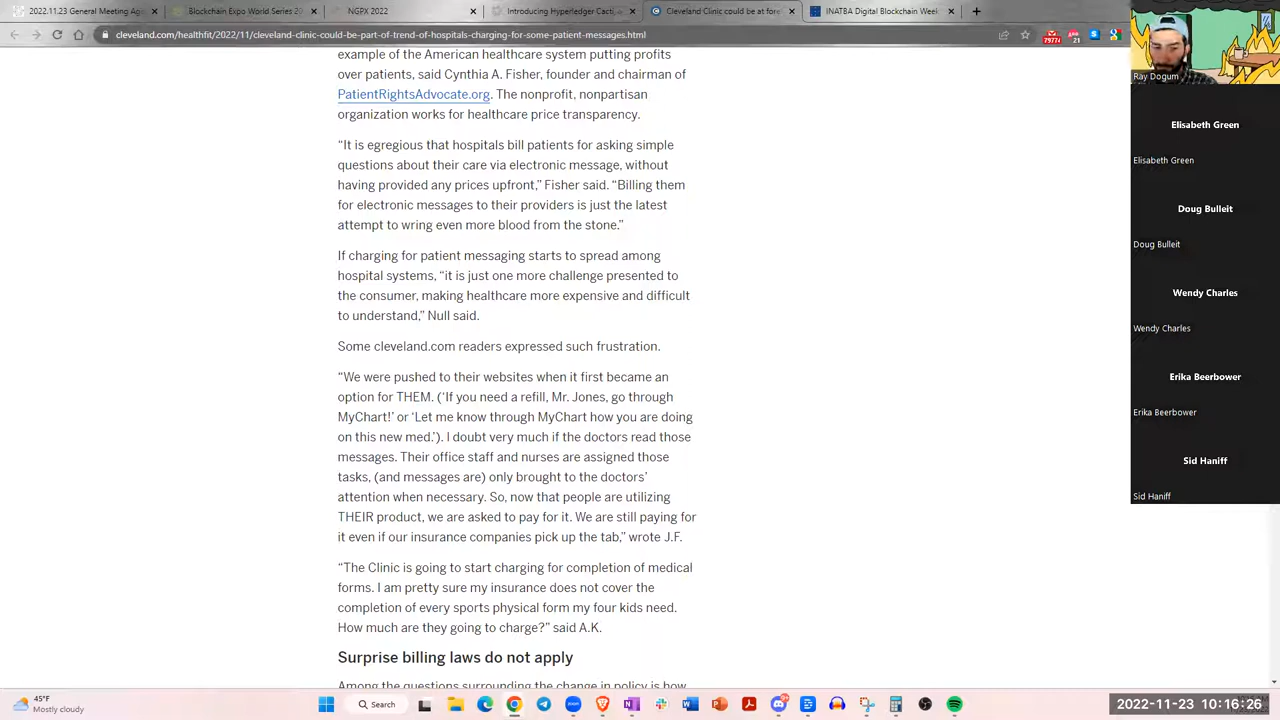 2022.11.23 General Meeting Age
Blockchain Expo World Series 20
NGPX 2022
Introducing Hyperledger Cacti
Cleveland Clinic could be at fore
INATBA Digital Blockchain Week
cleveland.com/healthfit/2022/11/cleveland-clinic-could-be-part-of-trend-of-hospitals-charging-for-some-patient-messages.html
example of the American healthcare system putting profits
over patients, said Cynthia A. Fisher, founder and chairman of
PatientRightsAdvocate.org. The nonprofit, nonpartisan
organization works for healthcare price transparency.
“It is egregious that hospitals bill patients for asking simple
questions about their care via electronic message, without
having provided any prices upfront,” Fisher said. “Billing them
for electronic messages to their providers is just the latest
attempt to wring even more blood from the stone.”
If charging for patient messaging starts to spread among
hospital systems, “it is just one more challenge presented to
the consumer, making healthcare more expensive and difficult
to understand,” Null said.
Some cleveland.com readers expressed such frustration.
“We were pushed to their websites when it first became an
option for THEM. (‘If you need a refill, Mr. Jones, go through
MyChart!’ or ‘Let me know through MyChart how you are doing
on this new med.’). I doubt very much if the doctors read those
messages. Their office staff and nurses are assigned those
tasks, (and messages are) only brought to the doctors’
attention when necessary. So, now that people are utilizing
THEIR product, we are asked to pay for it. We are still paying for
it even if our insurance companies pick up the tab,” wrote J.F.
“The Clinic is going to start charging for completion of medical
forms. I am pretty sure my insurance does not cover the
completion of every sports physical form my four kids need.
How much are they going to charge?” said A.K.
Surprise billing laws do not apply
Among the questions surrounding the change in policy is how
Ray Dogum
Elisabeth Green
Elisabeth Green
Doug Bulleit
Doug Bulleit
Wendy Charles
Wendy Charles
Erika Beerbower
Erika Beerbower
Sid Haniff
Sid Haniff
45°F
Mostly cloudy
Search
2022-11-23 10:16:26